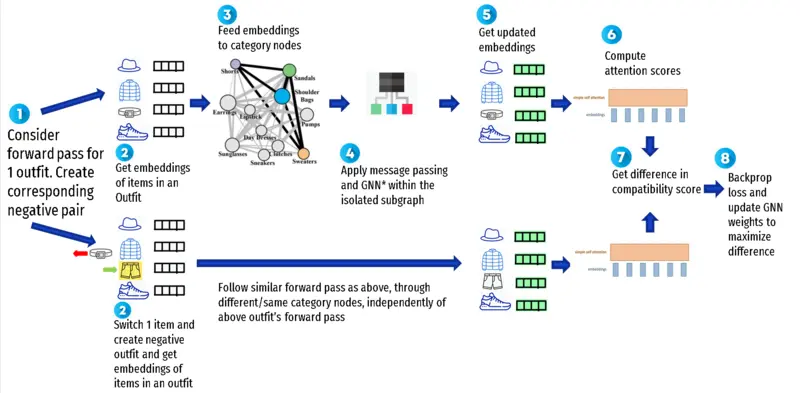 1
Consider
forward pass for
1 outfit. Create
corresponding
negative pair
2
Get embeddings
of items in an
Outfit
3
Feed embeddings
to category nodes
Shorts
Sandals
Shoulder
Bags
Earrings
Lipstick
Pumps
Day Dresses
Sunglasses
Clutches
Sneakers
Sweaters
4
Apply message passing
and GNN* within the
isolated subgraph
5
Get updated
embeddings
6
Compute
attention scores
simple self attention
embeddings
7
Get difference in
compatibility score
8
Backprop
loss and
update GNN
weights to
maximize
difference
2
Switch 1 item and
create negative
outfit and get
embeddings of
items in an outfit
Follow similar forward pass as above, through
different/same category nodes, independently of
above outfit's forward pass
simple self attention
embeddings